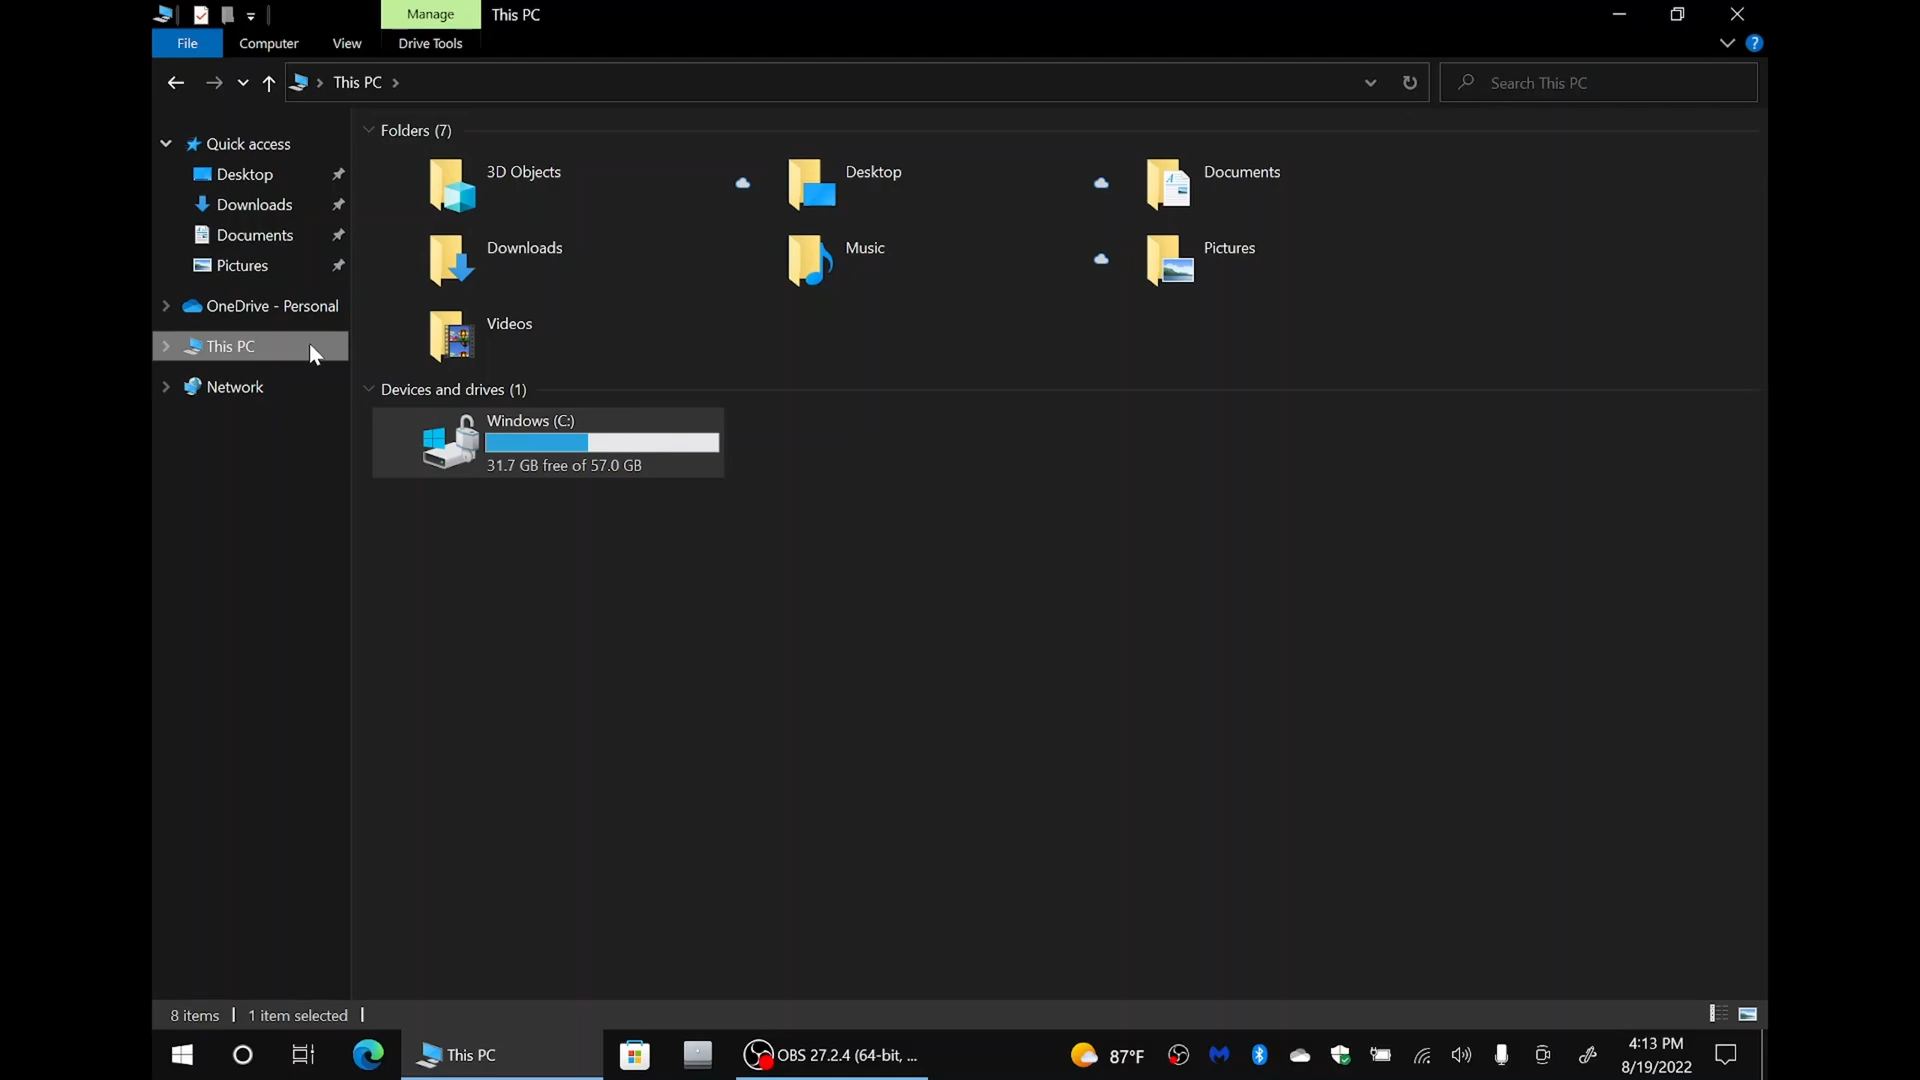 Manage
This PC
File
Computer
View
Drive Tools
This PC
Search This PC
Quick access
Desktop
Downloads
Documents
Pictures
OneDrive - Personal
This PC
Network
Folders (7)
3D Objects
Desktop
Documents
Downloads
Music
Pictures
Videos
Devices and drives (1)
Windows (C:)
31.7 GB free of 57.0 GB
8 items
1 item selected
This PC
OBS 27.2.4 (64-bit, ...
87°F
4:13 PM
8/19/2022